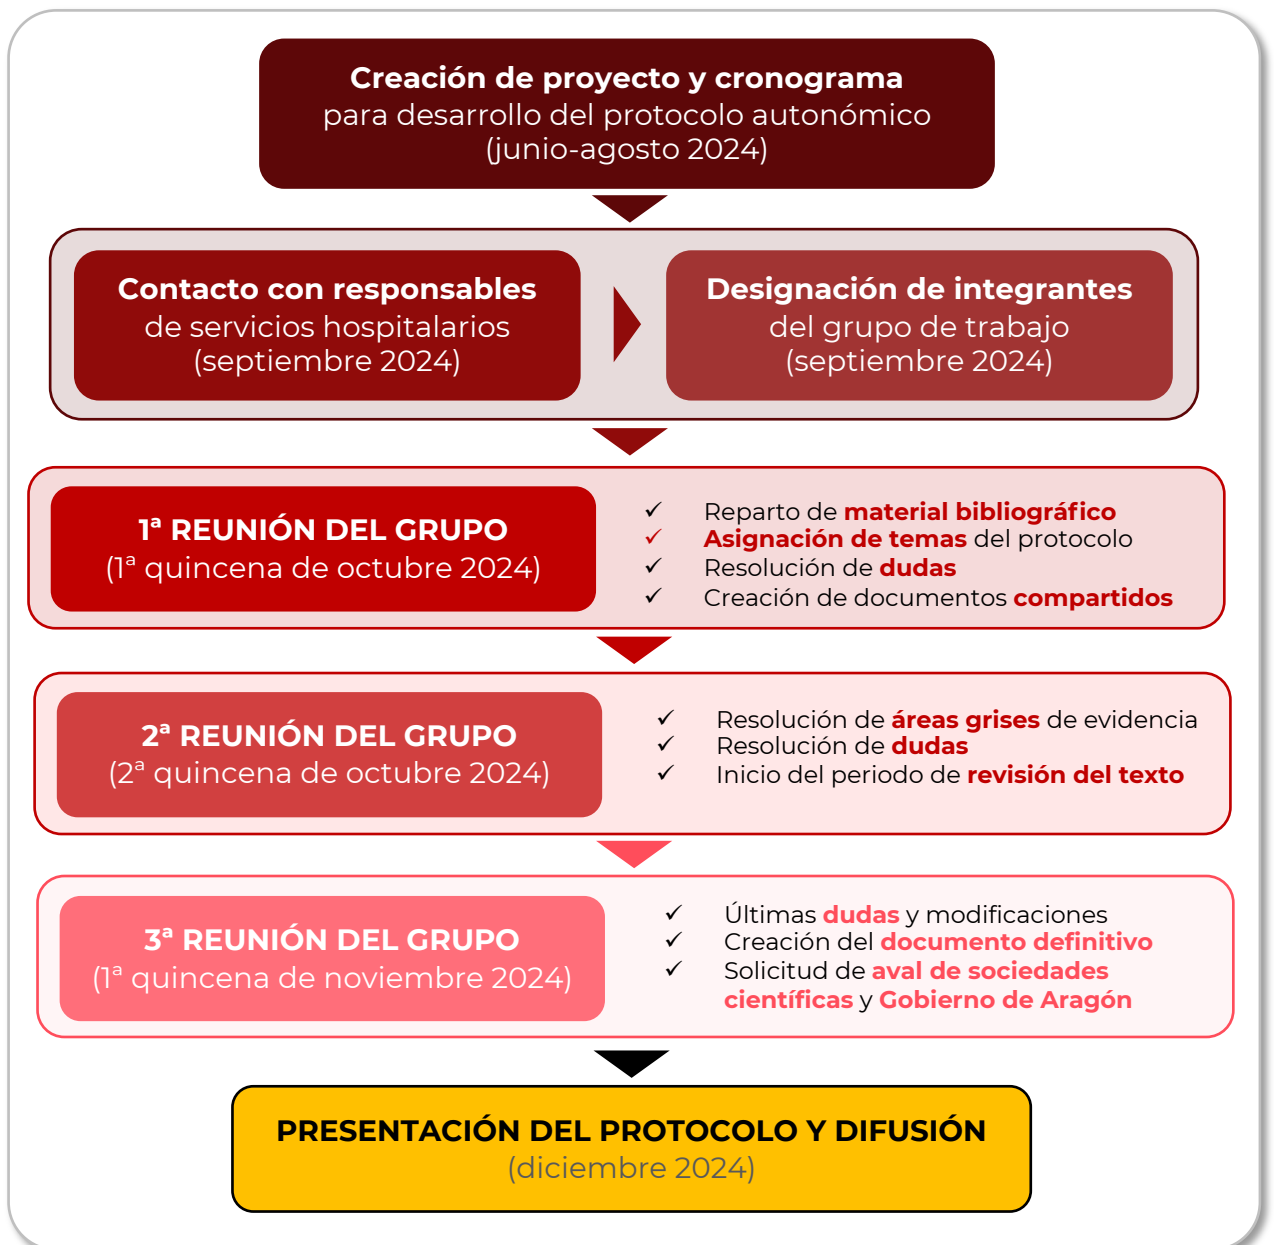 Creación de proyecto y cronograma
para desarrollo del protocolo autonómico
(junio-agosto 2024)
Contacto con responsables
de servicios hospitalarios
(septiembre 2024)
Designación de integrantes
del grupo de trabajo
(septiembre 2024)
1ª REUNIÓN DEL GRUPO
(1ª quincena de octubre 2024)
✓ Reparto de material bibliográfico
✓ Asignación de temas del protocolo
✓ Resolución de dudas
✓ Creación de documentos compartidos
2ª REUNIÓN DEL GRUPO
(2ª quincena de octubre 2024)
✓ Resolución de áreas grises de evidencia
✓ Resolución de dudas
✓ Inicio del periodo de revisión del texto
3ª REUNIÓN DEL GRUPO
(1ª quincena de noviembre 2024)
✓ Últimas dudas y modificaciones
✓ Creación del documento definitivo
✓ Solicitud de aval de sociedades
científicas y Gobierno de Aragón
PRESENTACIÓN DEL PROTOCOLO Y DIFUSIÓN
(diciembre 2024)